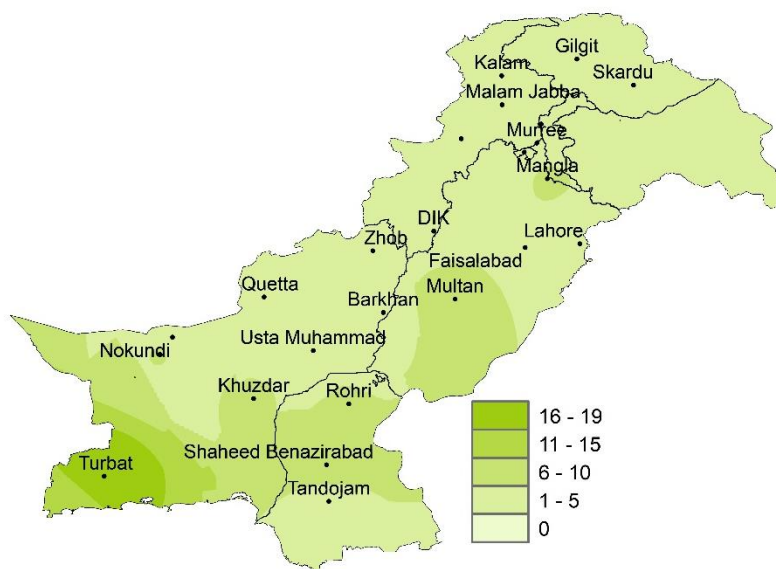 Gilgit
Kalam
Skardu
Malam Jabba
Murree
Mangla
DIK
Lahore
Zhob
Faisalabad
Quetta
Multan
Barkhan
Usta Muhammad
Nokundi
Khuzdar
Rohri
16 - 19
11 - 15
Shaheed Benazirabad
6 - 10
Turbat
1 - 5
Tandojam
0